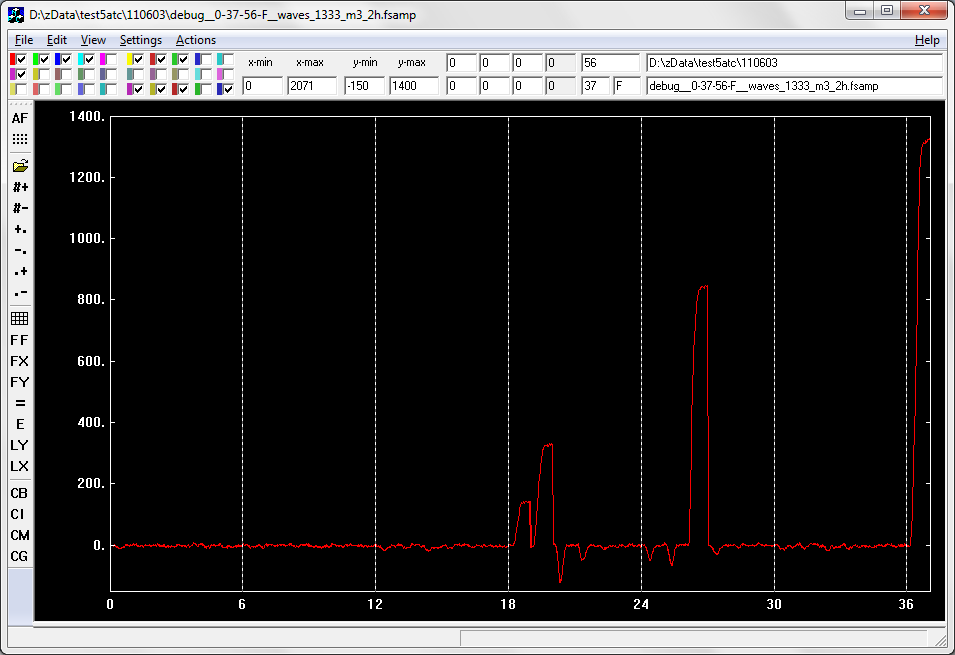 D:\zData\test5atc\110603\debug__0-37-56-F__waves_1333_m3_2h.fsamp
File Edit View Settings Actions Help
x-min x-max y-min y-max 0 0 0 0 56 D:\zData\test5atc\110603
0 2071 -150 1400 0 0 0 0 37 F debug__0-37-56-F__waves_1333_m3_2h.fsamp
AF
#+
#-
+.
-.
.+
.-
FF
FX
FY
=
E
LY
LX
CB
CI
CM
CG
1400.
1200.
1000.
800.
600.
400.
200.
0.
0 6 12 18 24 30 36